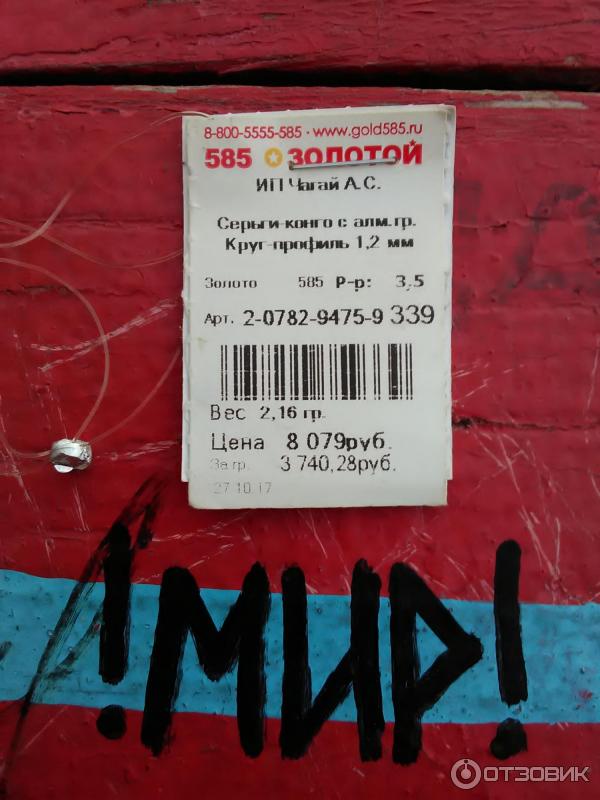 8-800-5555-585 · www.gold585.ru
585 ЗОЛОТОЙ
ИП Чагай А.С.
Серьги-конго с алм.гр.
Круг-профиль 1,2 мм
Золото 585 Р-р: 3,5
Арт. 2-0782-9475-9 339
Вес 2,16 гр.
Цена 8 079руб.
За гр. 3 740,28руб.
27.10.17
!МИР!
ОТЗОВИК